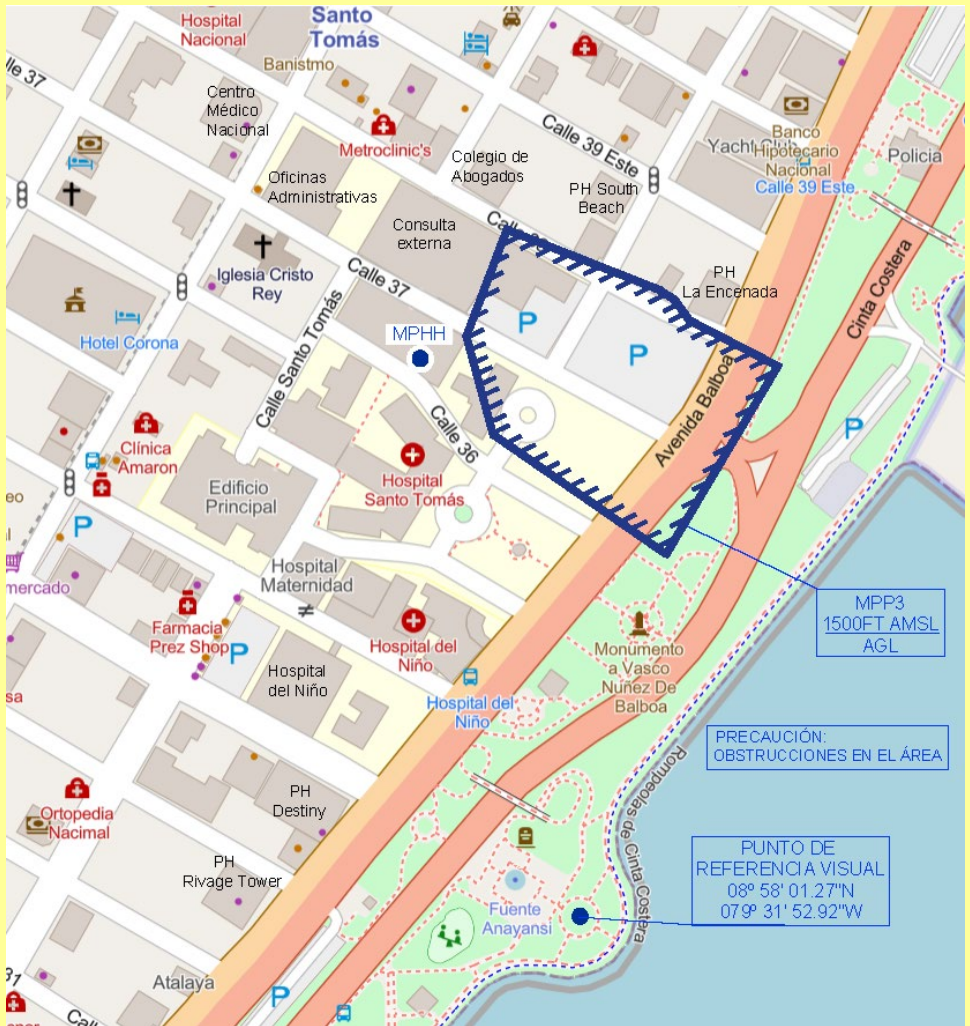 Hospital
Nacional
Santo
Tomás
Banistmo
Calle 37
Centro
Médico
Nacional
Metroclinic's
Calle 39 Este
Banco
Hipotecario
Nacional
Yacht Club
Calle 39 Este
Policia
Oficinas
Administrativas
Colegio de
Abogados
PH South
Beach
Consulta
externa
Iglesia Cristo
Rey
Calle 37
PH
La Encenada
Cinta Costera
Hotel Corona
Calle Santo Tomás
MPHH
P
P
Calle 36
Avenida Balboa
P
Clínica
Amaron
Hospital
Santo Tomás
Edificio
Principal
P
Hospital
Maternidad
mercado
Farmacia
Prez Shop
P
Hospital del
Niño
Hospital
del Niño
Hospital del
Niño
Monumento
a Vasco
Nuñez De
Balboa
MPP3
1500FT AMSL
AGL
PRECAUCIÓN:
OBSTRUCCIONES EN EL ÁREA
Rompeolas de Cinta Costera
Ortopedia
Nacimal
PH
Destiny
PH
Rivage Tower
PUNTO DE
REFERENCIA VISUAL
08º 58' 01.27"N
079º 31' 52.92"W
Fuente
Anayansi
Atalaya
P